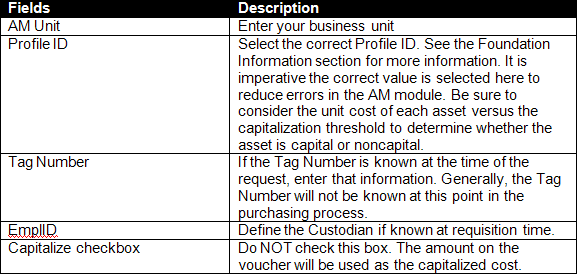 Fields Description
AM Unit Enter your business unit
Profile ID Select the correct Profile ID. See the Foundation
Information section for more information. It is
imperative the correct value is selected here to
reduce errors in the AM module. Be sure to
consider the unit cost of each asset versus the
capitalization threshold to determine whether the
asset is capital or noncapital.
Tag Number If the Tag Number is known at the time of the
request, enter that information. Generally, the Tag
Number will not be known at this point in the
purchasing process.
EmplID Define the Custodian if known at requisition time.
Capitalize checkbox Do NOT check this box. The amount on the
voucher will be used as the capitalized cost.